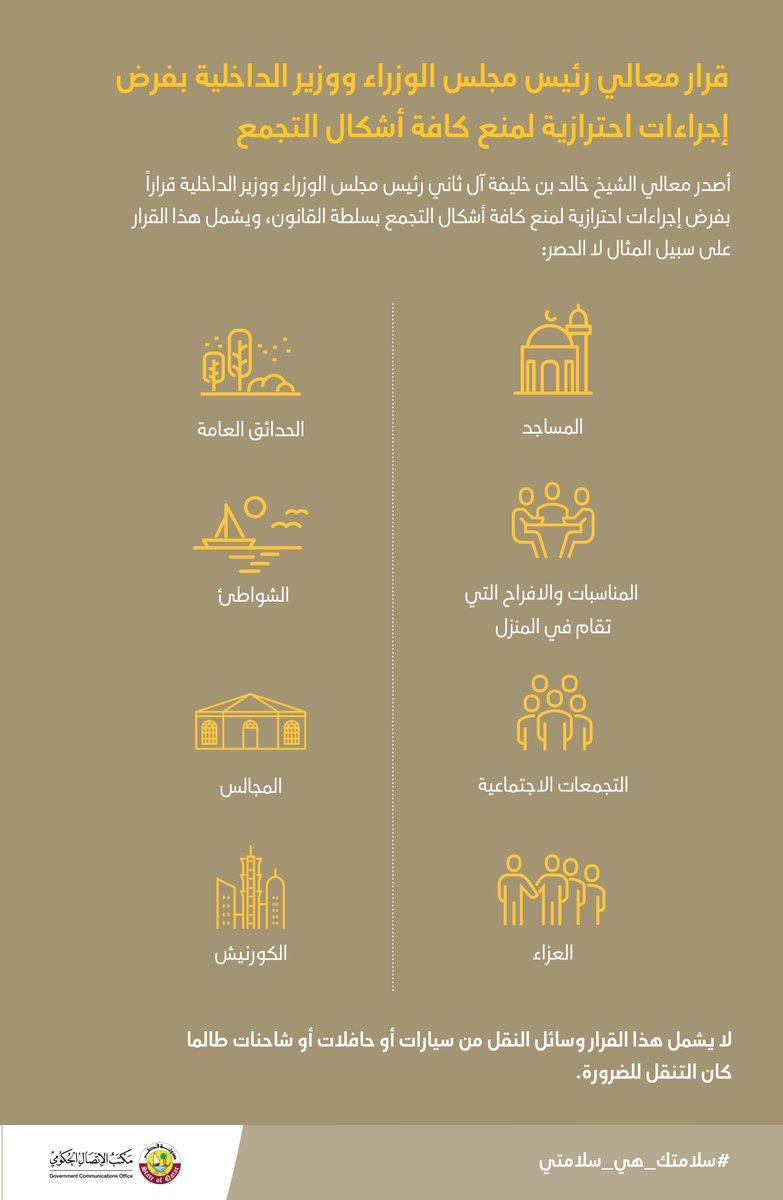 قرار معالي رئيس مجلس الوزراء ووزير الداخلية بفرض
إجراءات احترازية لمنع كافة أشكال التجمع
أصدر معالي الشيخ خالد بن خليفة آل ثاني رئيس مجلس الوزراء ووزير الداخلية قراراً
بفرض إجراءات احترازية لمنع كافة أشكال التجمع بسلطة القانون، ويشمل هذا القرار
على سبيل المثال لا الحصر:
المساجد
الحدائق العامة
المناسبات والافراح التي
تقام في المنزل
الشواطئ
التجمعات الاجتماعية
المجالس
العزاء
الكورنيش
لا يشمل هذا القرار وسائل النقل من سيارات أو حافلات أو شاحنات طالما
كان التنقل للضرورة.
#سلامتك_هي_سلامتي
دولة قطر
State of Qatar
مكتب الإتصال الحكومي
Government Communications Office